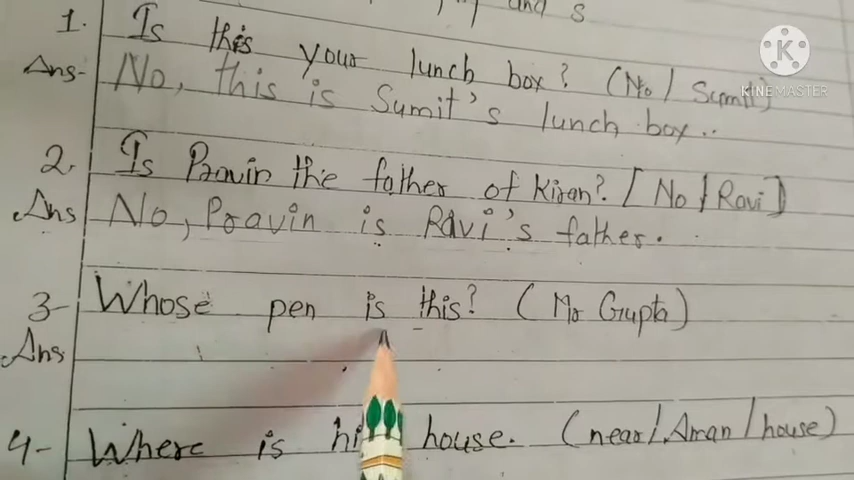 and s
1. Is this your lunch box? (No / Sumit)
Ans- No, this is Sumit's lunch box..
2. Is Pravin the father of Kiran? [No / Ravi]
Ans No, Pravin is Ravi's father.
3- Whose pen is this? (Mr Gupta)
Ans
4- Where is hi house. (near / Aman / house)
KINEMASTER